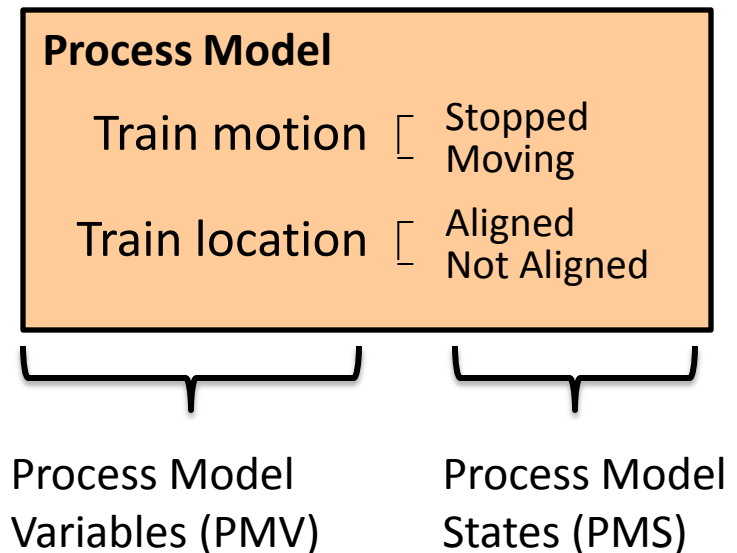 Process Model
Train motion
Stopped
Moving
Train location
Aligned
Not Aligned
Process Model
Variables (PMV)
Process Model
States (PMS)